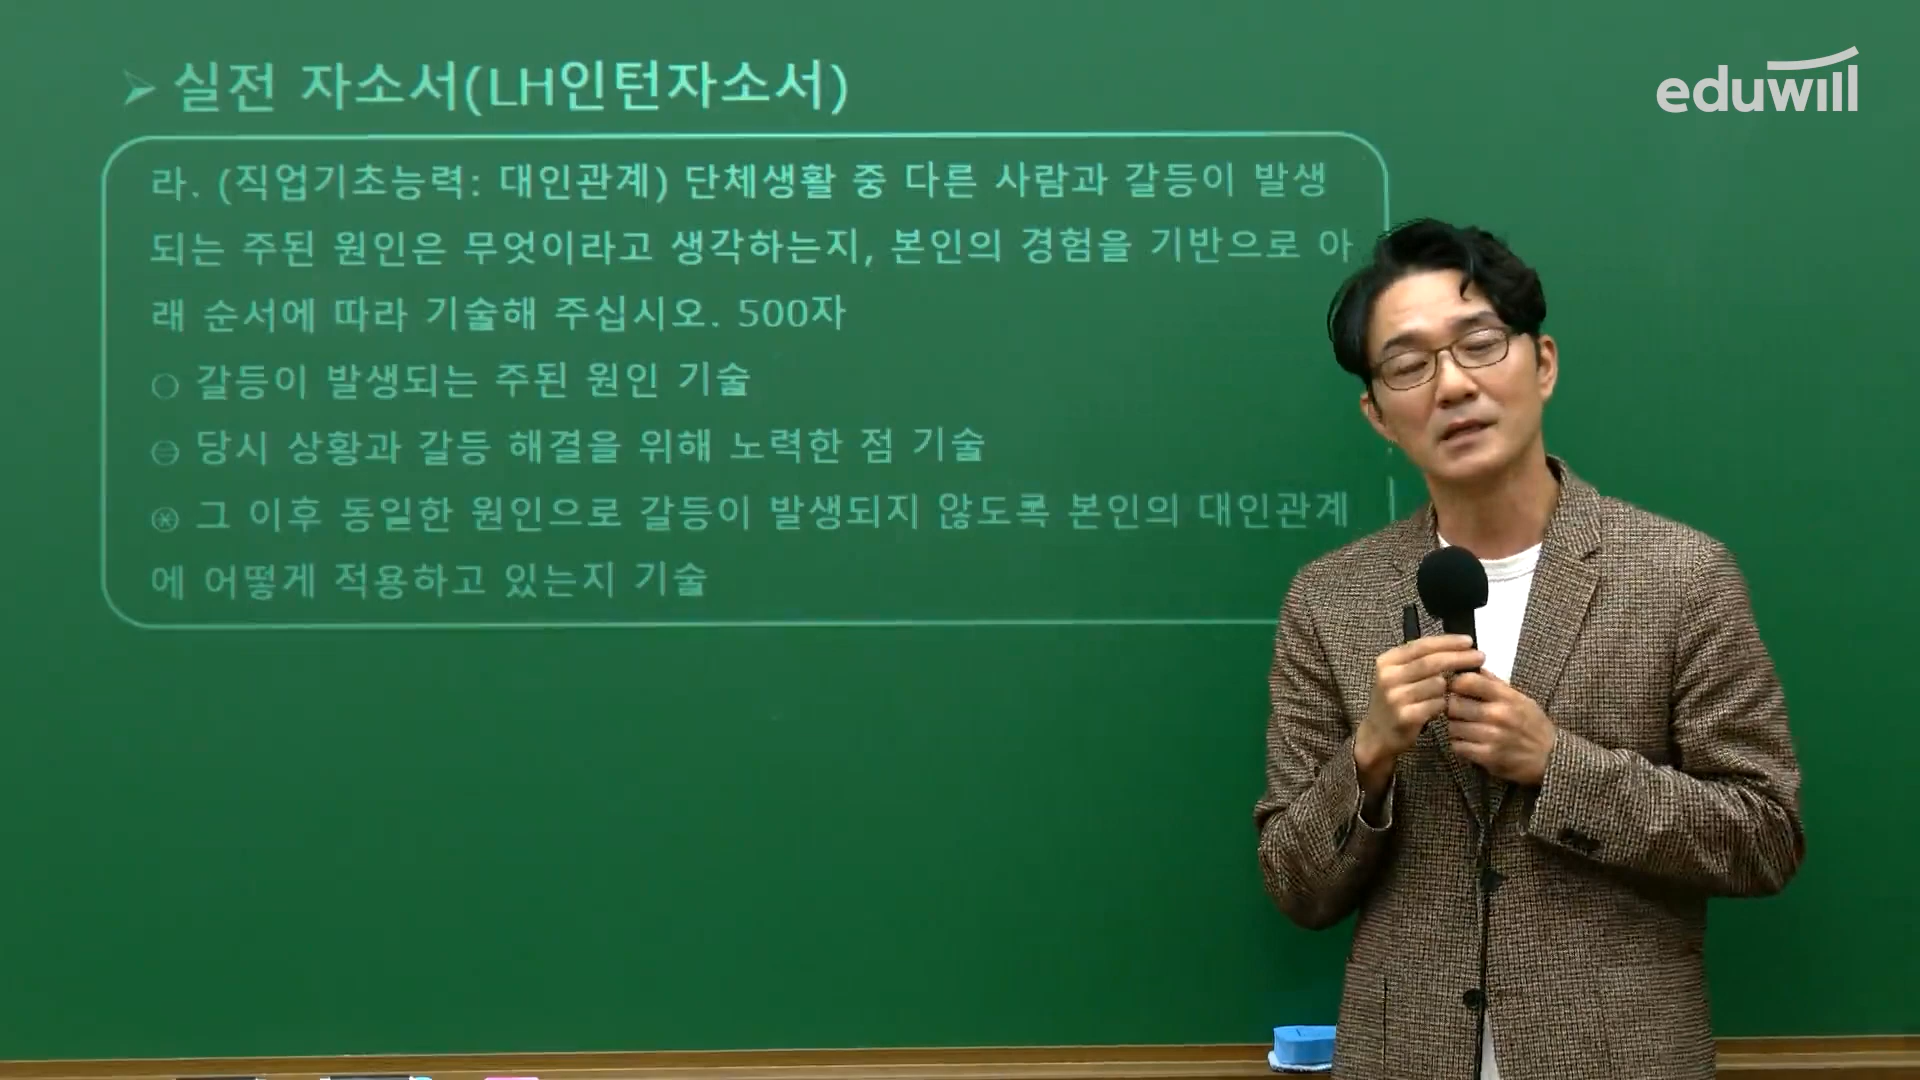 ➢ 실전 자소서(LH인턴자소서)
eduwill
라. (직업기초능력: 대인관계) 단체생활 중 다른 사람과 갈등이 발생
되는 주된 원인은 무엇이라고 생각하는지, 본인의 경험을 기반으로 아
래 순서에 따라 기술해 주십시오. 500자
○ 갈등이 발생되는 주된 원인 기술
㊀ 당시 상황과 갈등 해결을 위해 노력한 점 기술
⊛ 그 이후 동일한 원인으로 갈등이 발생되지 않도록 본인의 대인관계
에 어떻게 적용하고 있는지 기술